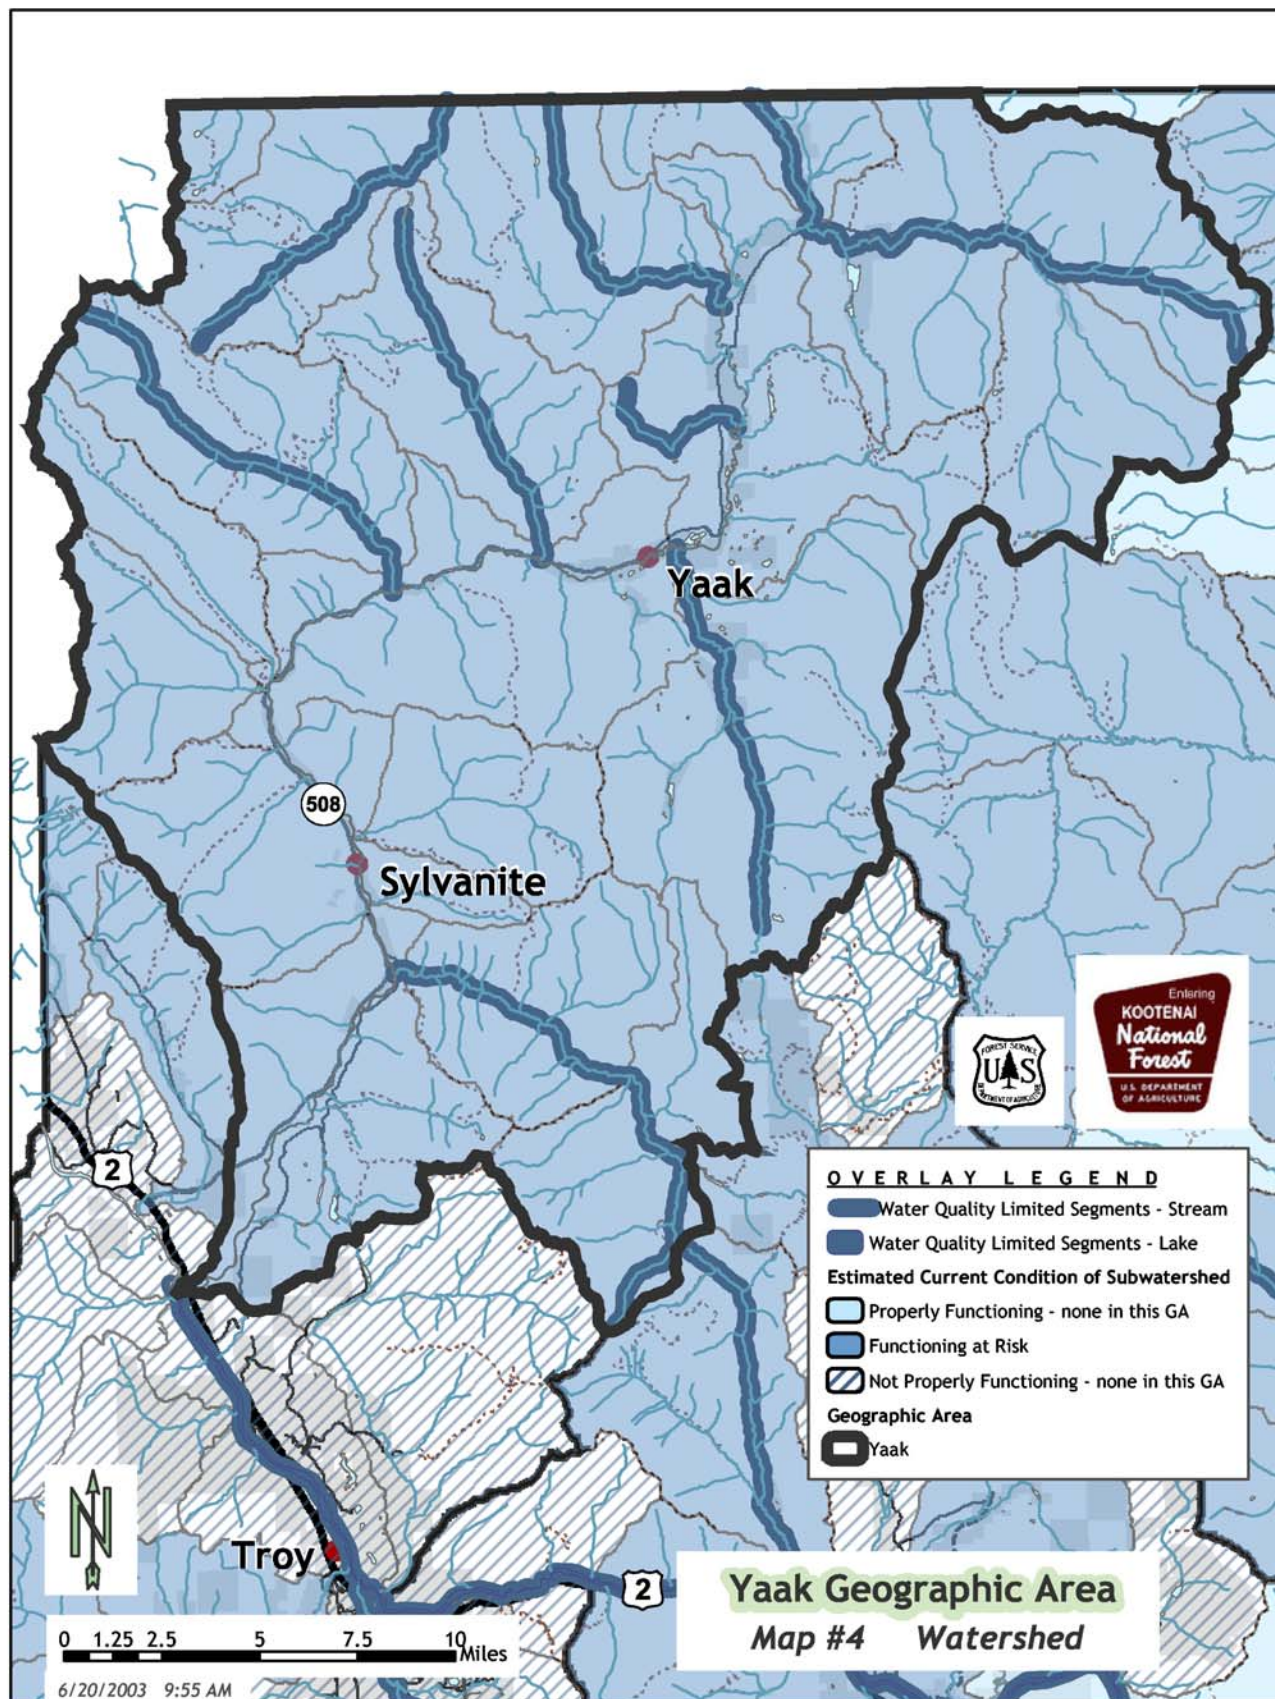 Yaak
508
Sylvanite
Entering
KOOTENAI
National
Forest
U.S. DEPARTMENT
OF AGRICULTURE
FOREST SERVICE
U S
DEPARTMENT OF AGRICULTURE
2
OVERLAY LEGEND
Water Quality Limited Segments - Stream
Water Quality Limited Segments - Lake
Estimated Current Condition of Subwatershed
Properly Functioning - none in this GA
Functioning at Risk
Not Properly Functioning - none in this GA
Geographic Area
Yaak
N
Troy
2
Yaak Geographic Area
Map #4 Watershed
0 1.25 2.5 5 7.5 10
Miles
6/20/2003 9:55 AM